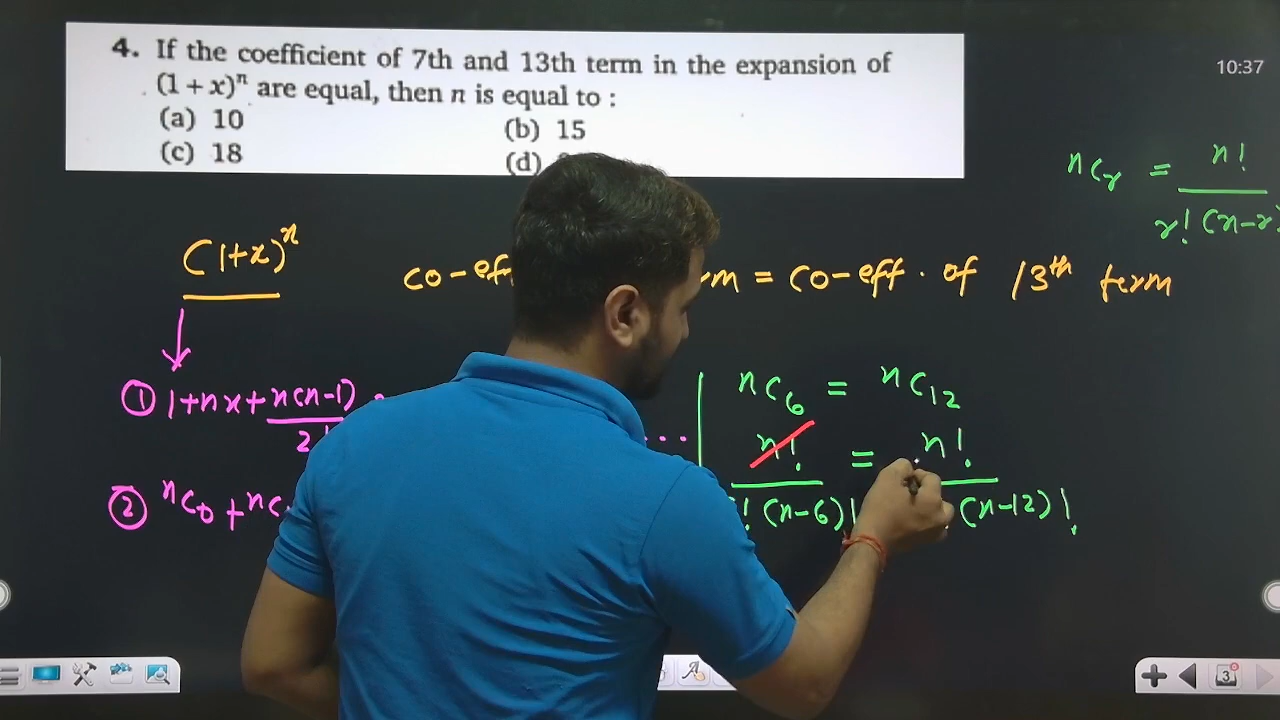 4. If the coefficient of 7th and 13th term in the expansion of
(1 + x)ⁿ are equal, then n is equal to :
(a) 10 (b) 15
(c) 18 (d)
10:37
nCr = n! / r! (n-r
(1+x)ⁿ
co-eff = co-eff. of 13th term
① 1+nx+ n(n-1) / 2! ...
② nC0 + nC
nC6 = nC12
n! / ! (n-6)! = n! / (n-12)!
3